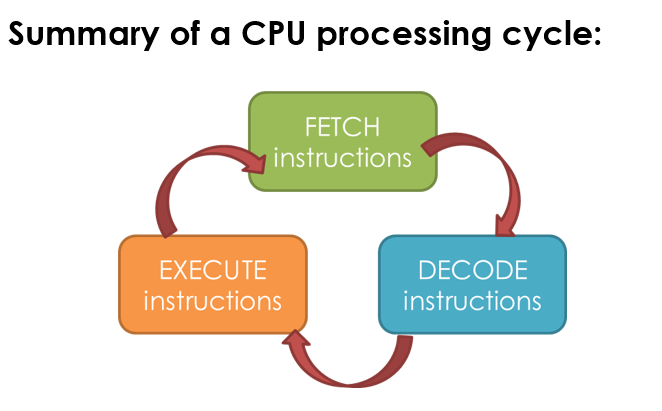 Summary of a CPU processing cycle:
FETCH
instructions
EXECUTE
instructions
DECODE
instructions